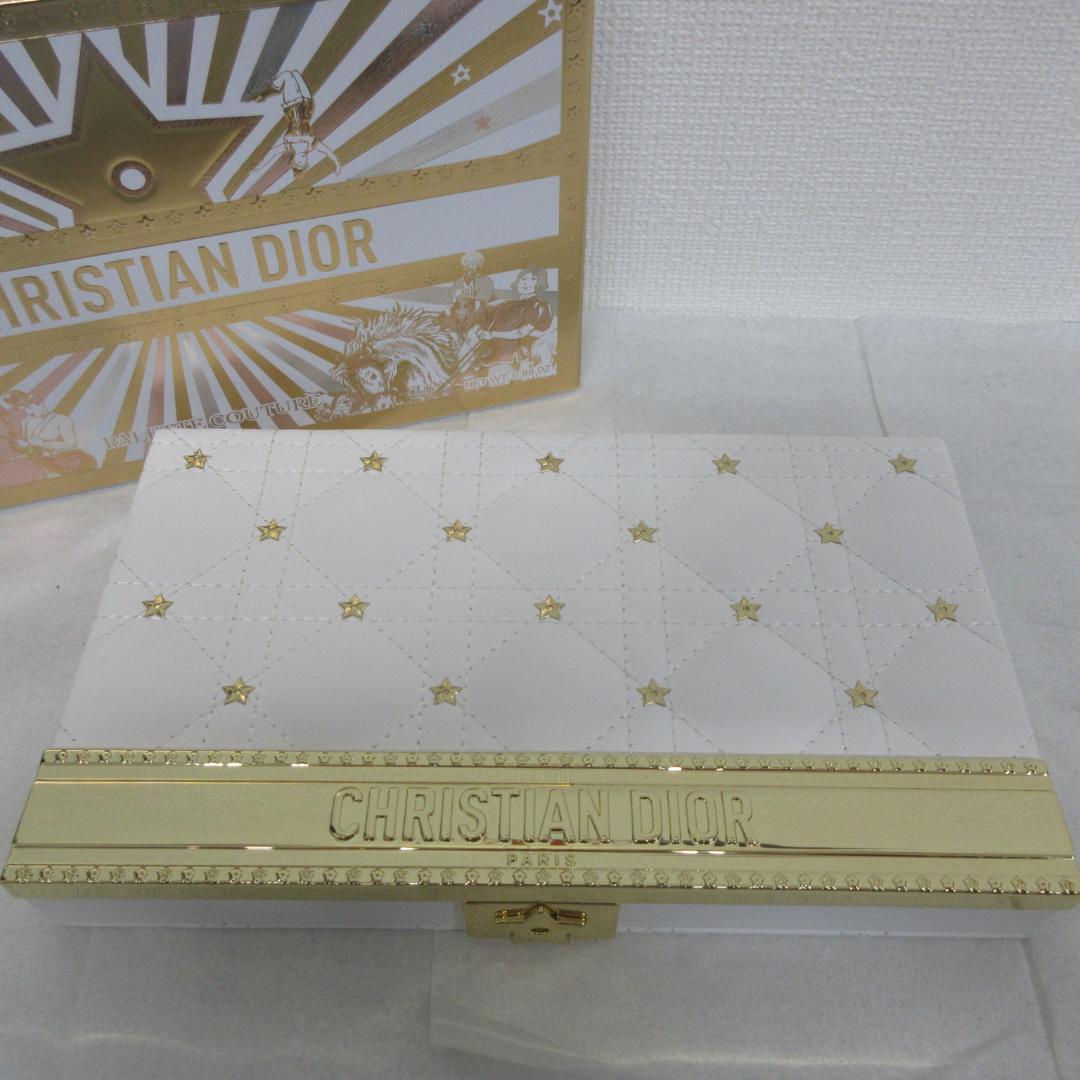 CHRISTIAN DIOR
PALETTE COUTURE
NET WT. 0.88 OZ
CHRISTIAN DIOR
PARIS